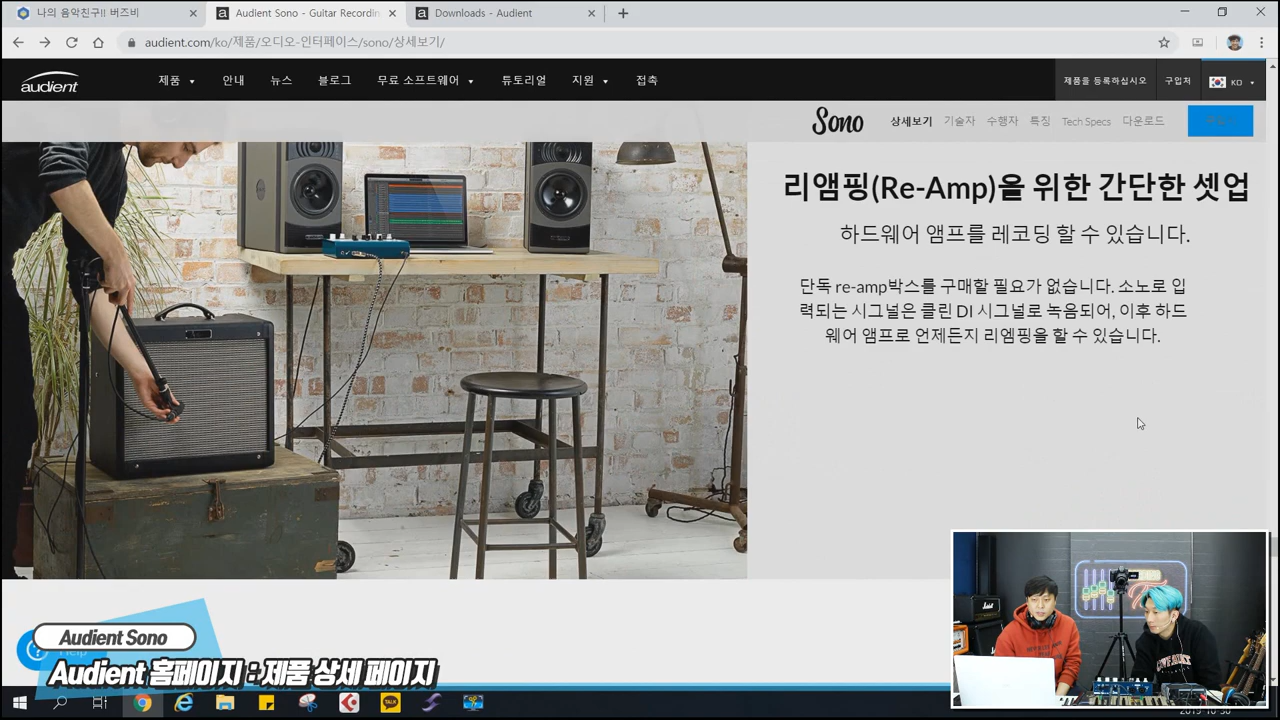 나의 음악친구!! 버즈비
Audient Sono - Guitar Recordin
Downloads - Audient
audient.com/ko/제품/오디오-인터페이스/sono/상세보기/
audient
제품
안내
뉴스
블로그
무료 소프트웨어
튜토리얼
지원
접촉
제품을 등록하십시오
구입처
KO
Sono
상세보기
기술자
수행자
특징
Tech Specs
다운로드
리앰핑(Re-Amp)을 위한 간단한 셋업
하드웨어 앰프를 레코딩 할 수 있습니다.
단독 re-amp박스를 구매할 필요가 없습니다. 소노로 입
력되는 시그널은 클린 DI 시그널로 녹음되어, 이후 하드
웨어 앰프로 언제든지 리엠핑을 할 수 있습니다.
Marshall
Audient Sono
Audient 홈페이지 : 제품 상세 페이지
TALK
2019-10-30